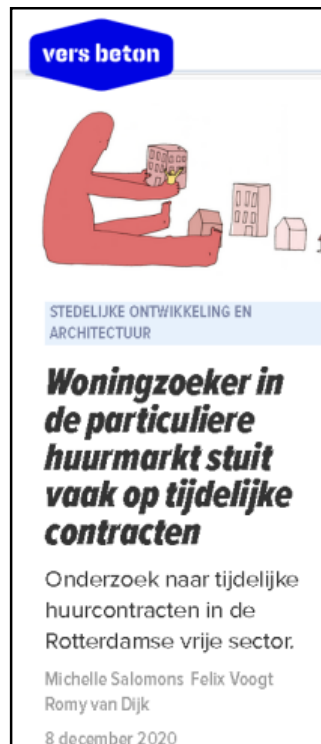 vers beton
STEDELIJKE ONTWIKKELING EN
ARCHITECTUUR
Woningzoeker in
de particuliere
huurmarkt stuit
vaak op tijdelijke
contracten
Onderzoek naar tijdelijke
huurcontracten in de
Rotterdamse vrije sector.
Michelle Salomons Felix Voogt
Romy van Dijk
8 december 2020